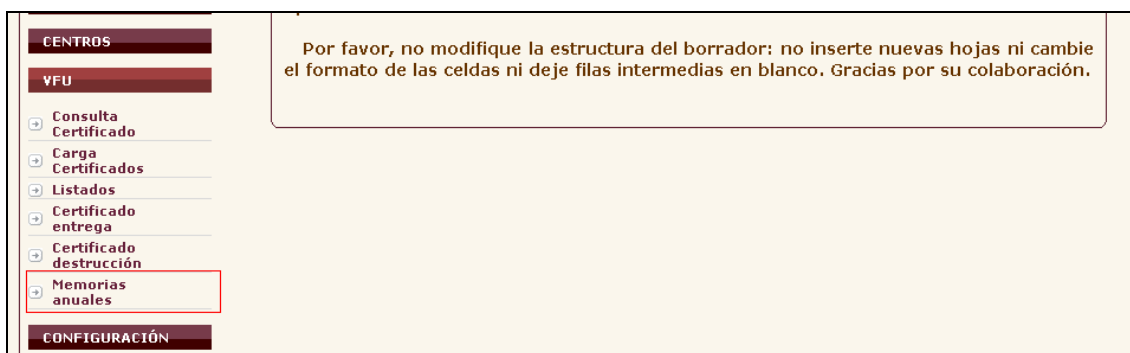 CENTROS
VFU
Consulta
Certificado
Carga
Certificados
Listados
Certificado
entrega
Certificado
destrucción
Memorias
anuales
CONFIGURACIÓN
Por favor, no modifique la estructura del borrador: no inserte nuevas hojas ni cambie
el formato de las celdas ni deje filas intermedias en blanco. Gracias por su colaboración.